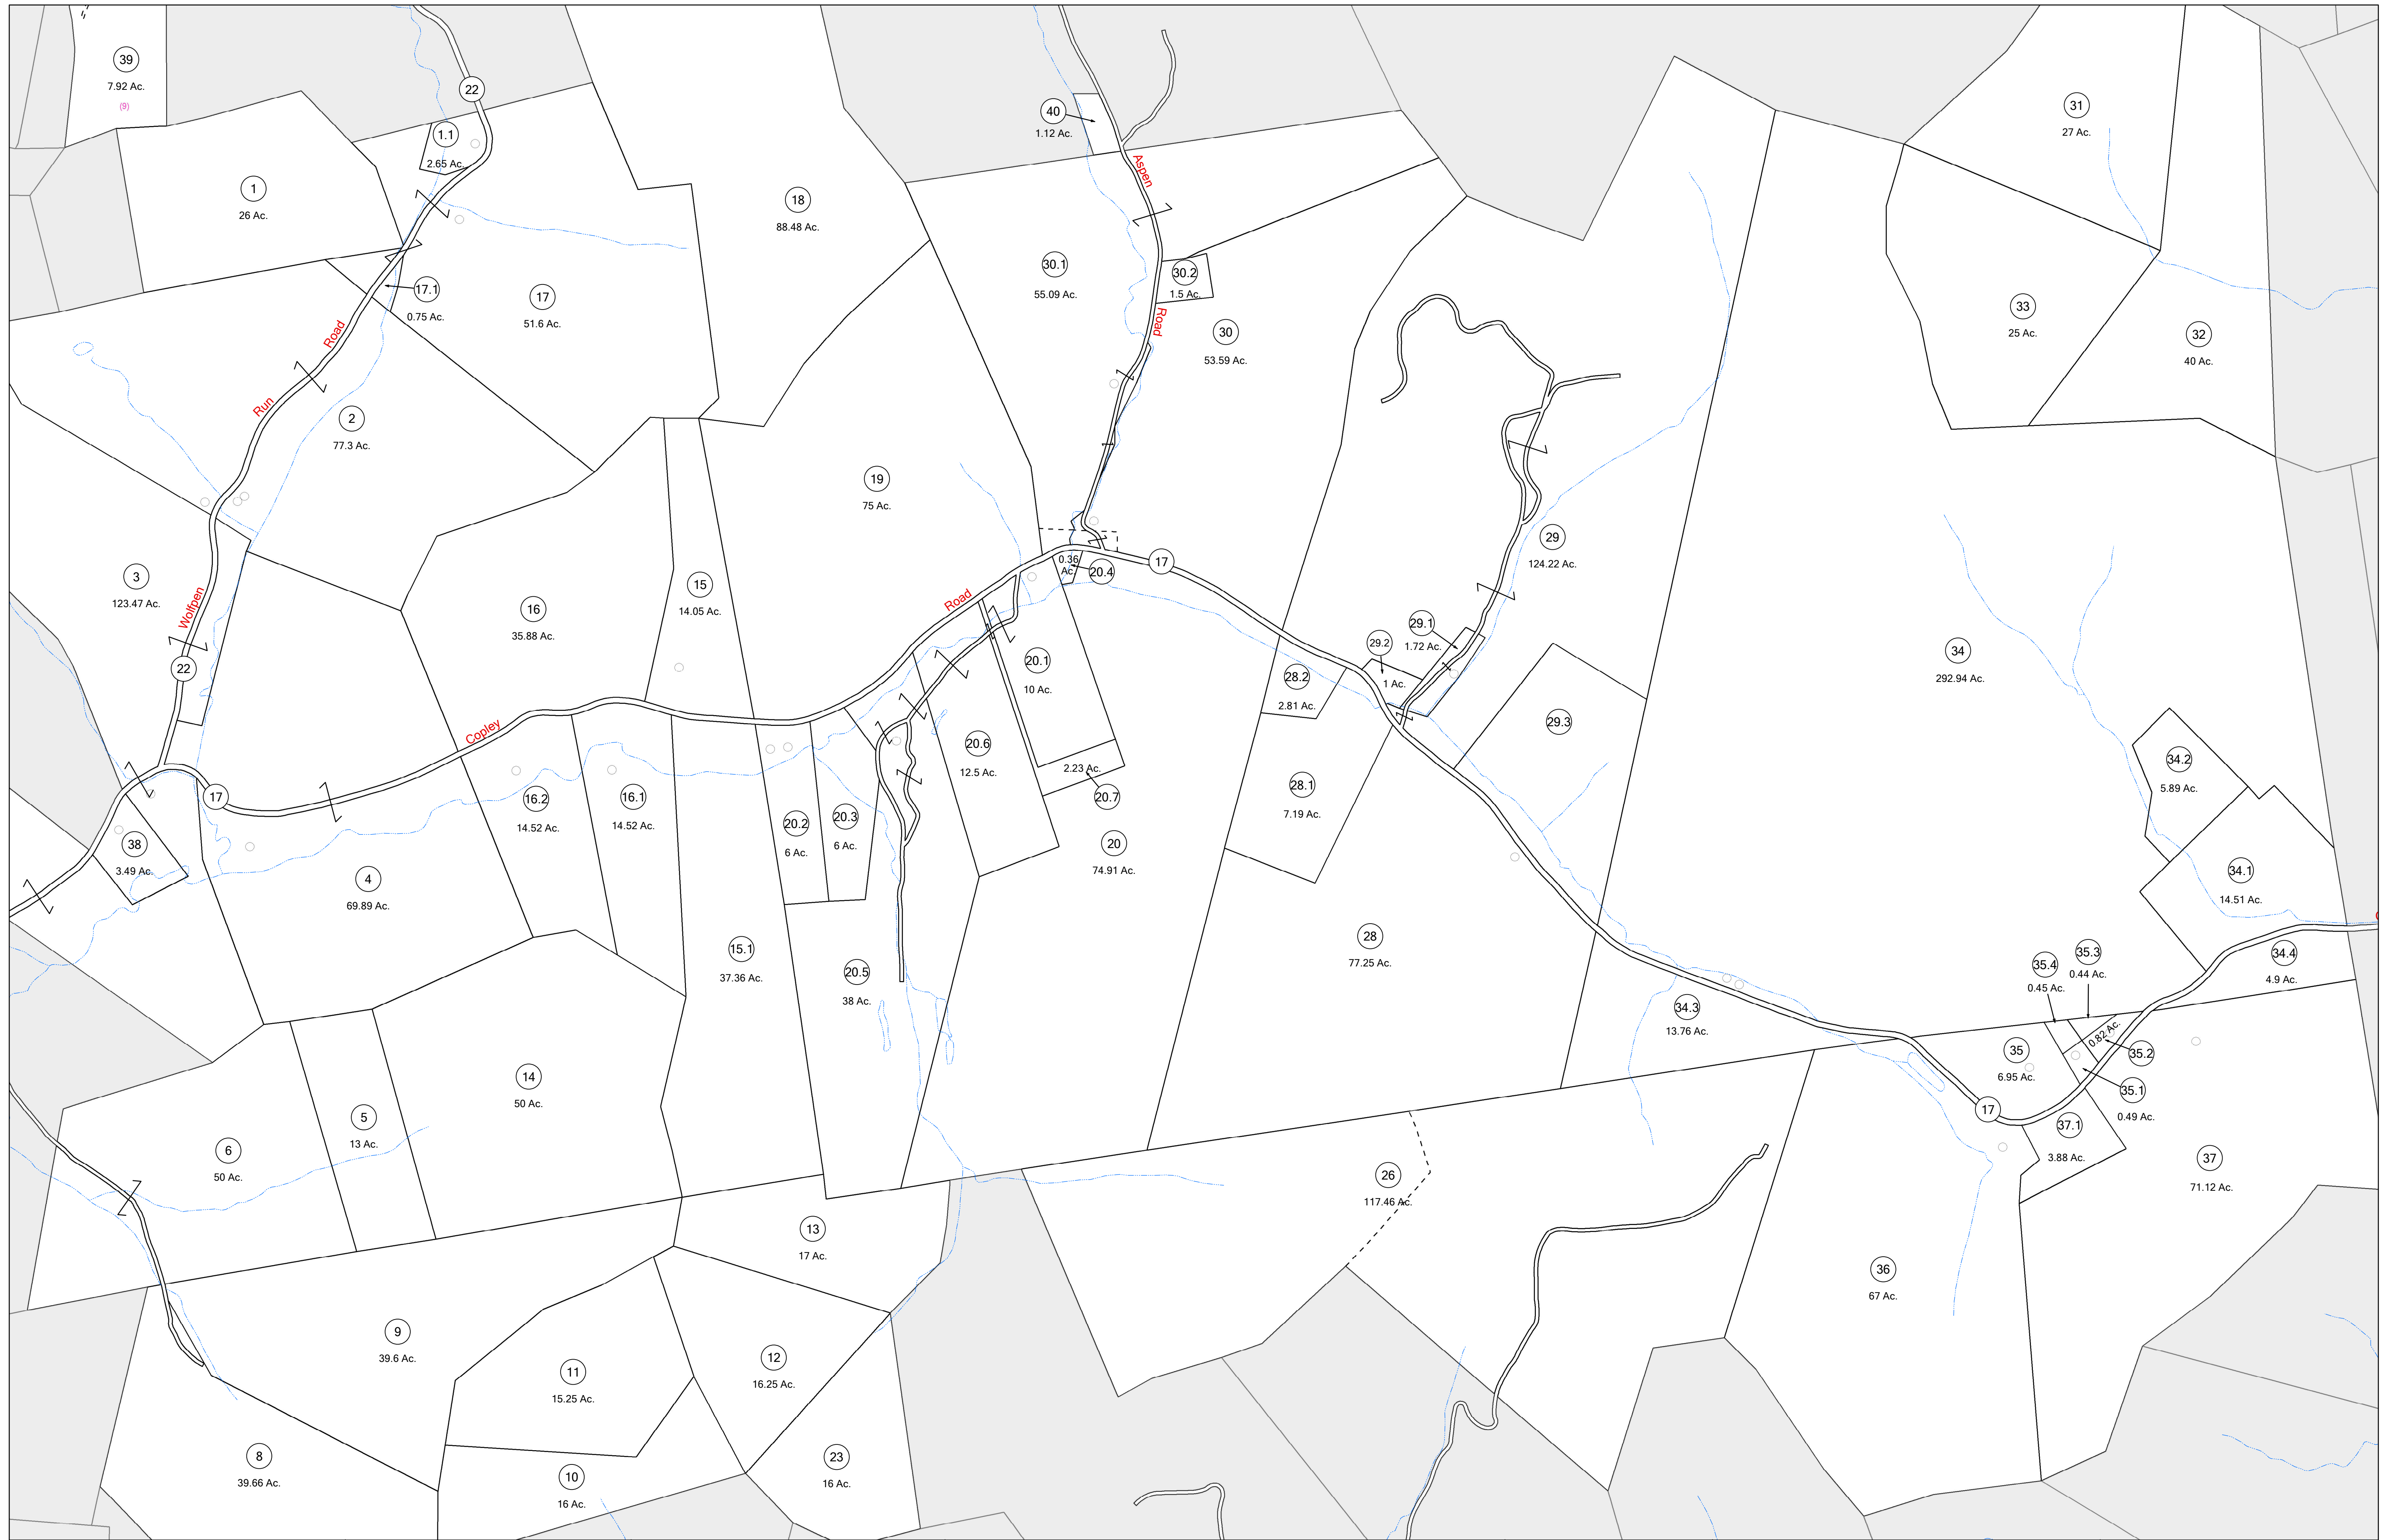 39
7.92 Ac.
(9)
22
1.1
2.65 Ac.
40
1.12 Ac.
31
27 Ac.
Aspen
Road
1
26 Ac.
18
88.48 Ac.
17.1
0.75 Ac.
17
51.6 Ac.
30.1
55.09 Ac.
30.2
1.5 Ac.
30
53.59 Ac.
33
25 Ac.
32
40 Ac.
Wolfpen
Run
Road
2
77.3 Ac.
19
75 Ac.
3
123.47 Ac.
22
16
35.88 Ac.
15
14.05 Ac.
Copley
Road
0.36
Ac.
20.4
17
29
124.22 Ac.
29.1
1.72 Ac.
29.2
1 Ac.
28.2
2.81 Ac.
29.3
34
292.94 Ac.
20.1
10 Ac.
20.6
12.5 Ac.
2.23 Ac.
20.7
34.2
5.89 Ac.
17
16.2
14.52 Ac.
16.1
14.52 Ac.
20.2
6 Ac.
20.3
6 Ac.
28.1
7.19 Ac.
38
3.49 Ac.
4
69.89 Ac.
20
74.91 Ac.
34.1
14.51 Ac.
15.1
37.36 Ac.
20.5
38 Ac.
28
77.25 Ac.
35.4
0.45 Ac.
35.3
0.44 Ac.
34.4
4.9 Ac.
34.3
13.76 Ac.
35
6.95 Ac.
0.82 Ac.
35.2
35.1
0.49 Ac.
17
37.1
3.88 Ac.
37
71.12 Ac.
14
50 Ac.
5
13 Ac.
6
50 Ac.
26
117.46 Ac.
13
17 Ac.
36
67 Ac.
9
39.6 Ac.
11
15.25 Ac.
12
16.25 Ac.
8
39.66 Ac.
10
16 Ac.
23
16 Ac.